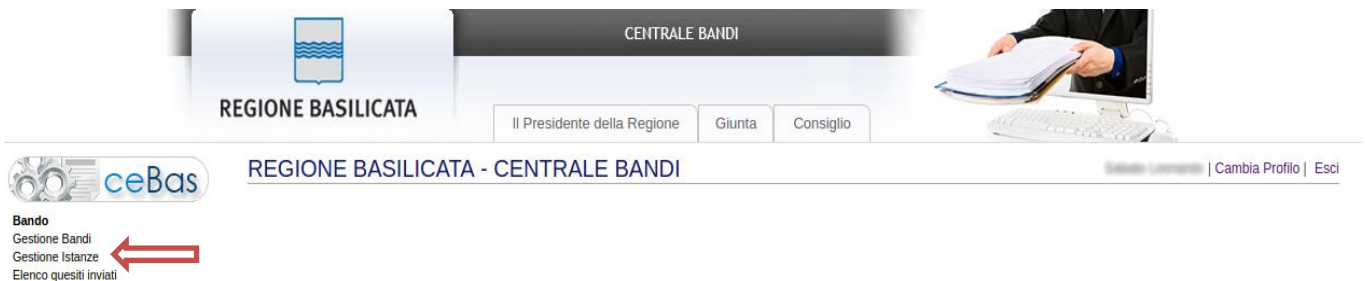 CENTRALE BANDI
REGIONE BASILICATA
Il Presidente della Regione Giunta Consiglio
ceBas
REGIONE BASILICATA - CENTRALE BANDI
| Cambia Profilo | Esci
Bando
Gestione Bandi
Gestione Istanze
Elenco quesiti inviati